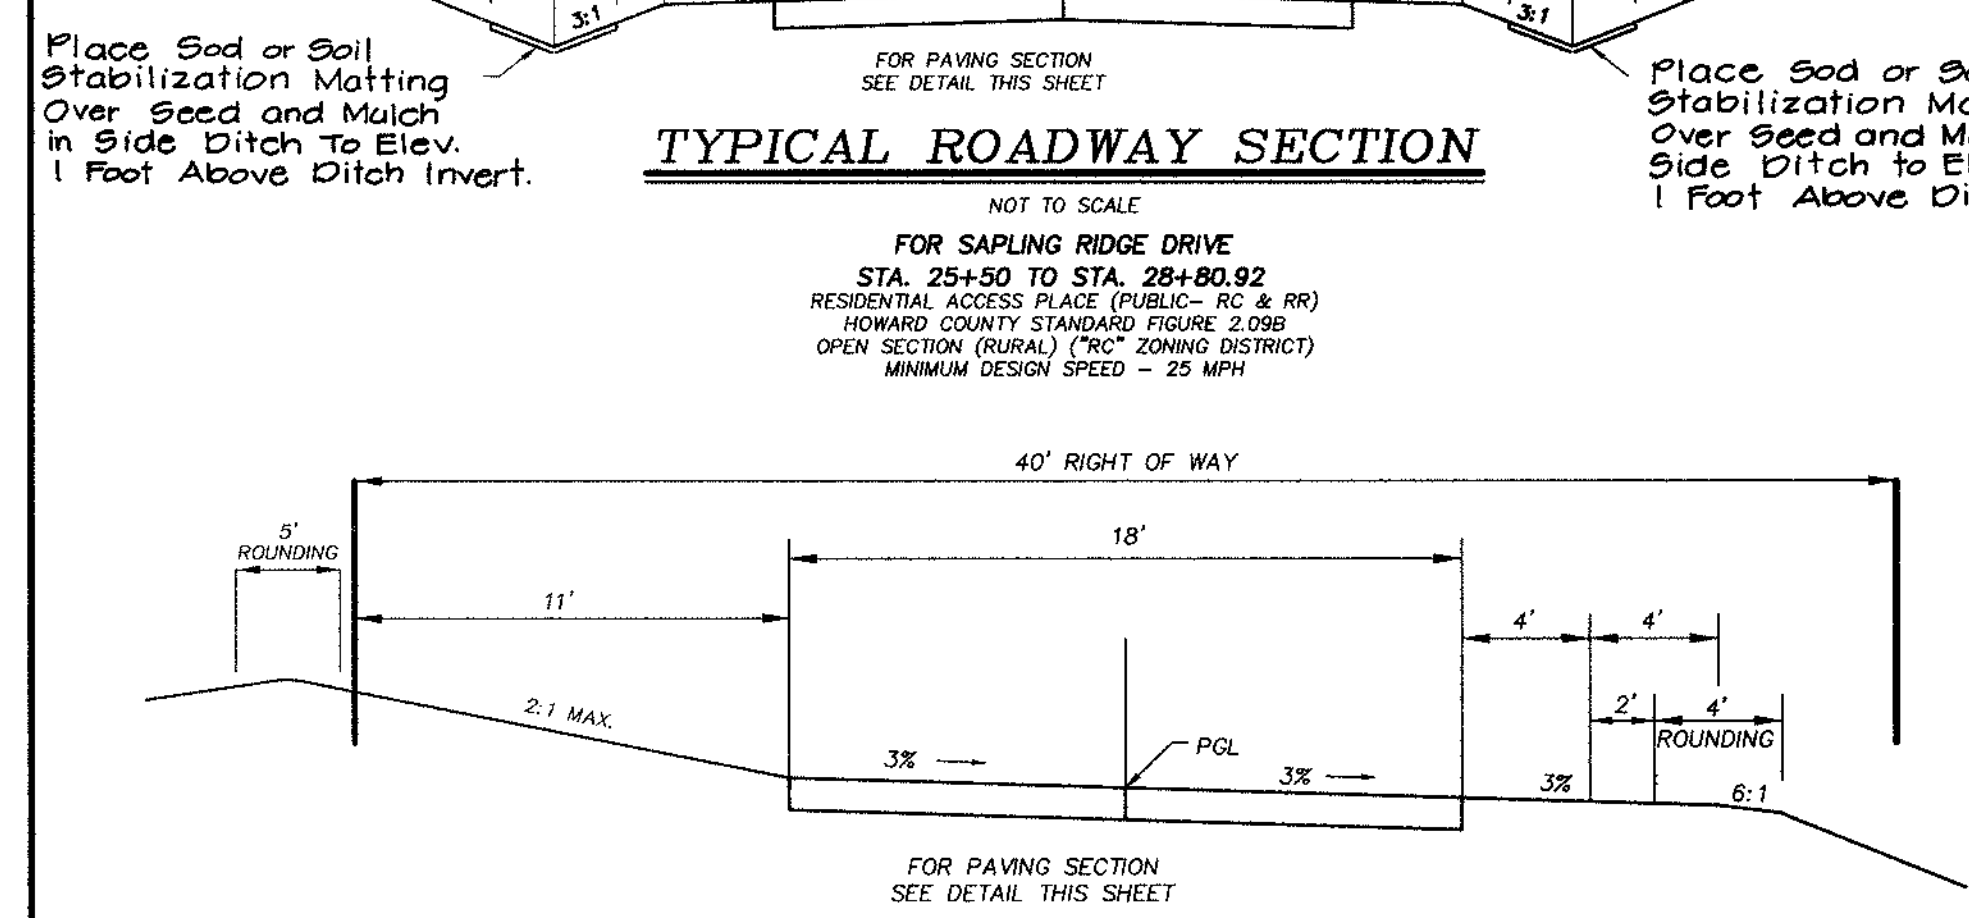 3:1
3:1
Place Sod or Soil
Stabilization Matting
Over Seed and Mulch
in Side Ditch To Elev.
1 Foot Above Ditch Invert.
FOR PAVING SECTION
SEE DETAIL THIS SHEET
Place Sod or
Stabilization
Over Seed and
Side Ditch to
1 Foot Above
TYPICAL ROADWAY SECTION
NOT TO SCALE
FOR SAPLING RIDGE DRIVE
STA. 25+50 TO STA. 28+80.92
RESIDENTIAL ACCESS PLACE (PUBLIC- RC & RR)
HOWARD COUNTY STANDARD FIGURE 2.09B
OPEN SECTION (RURAL) ("RC" ZONING DISTRICT)
MINIMUM DESIGN SPEED - 25 MPH
40' RIGHT OF WAY
5'
ROUNDING
18'
11'
4'
4'
2'
4'
ROUNDING
2:1 MAX.
3%
PGL
3%
3%
6:1
FOR PAVING SECTION
SEE DETAIL THIS SHEET